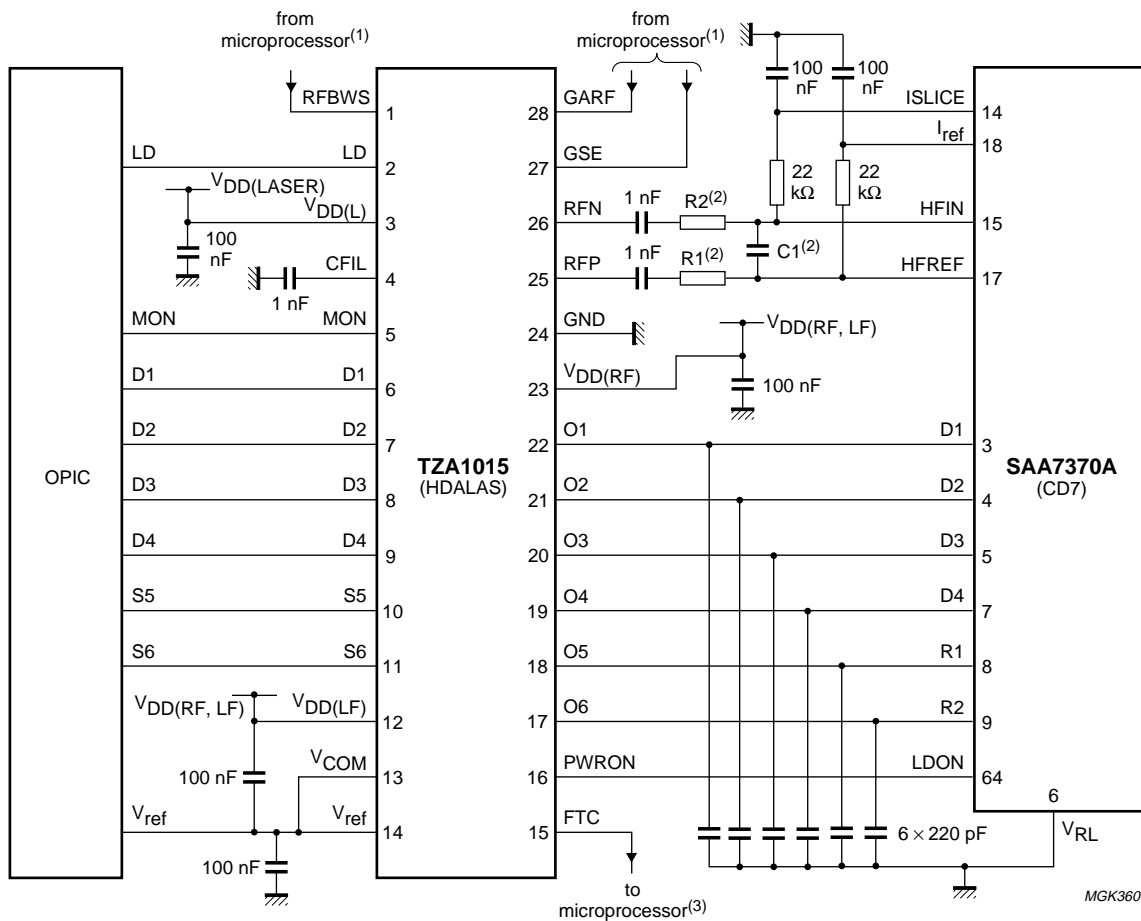 from
microprocessor(1)
from
microprocessor(1)
100
nF
100
nF
RFBWS
1
28
GARF
ISLICE
14
Iref
18
LD
LD
2
27
GSE
VDD(LASER)
22
kΩ
22
kΩ
VDD(L)
3
26
RFN
1 nF
R2(2)
HFIN
15
100
nF
C1(2)
CFIL
4
1 nF
25
RFP
1 nF
R1(2)
HFREF
17
MON
MON
5
24
GND
VDD(RF, LF)
D1
D1
6
23
VDD(RF)
100 nF
D2
D2
7
22
O1
D1
3
OPIC
TZA1015
(HDALAS)
SAA7370A
(CD7)
D3
D3
8
21
O2
D2
4
D4
D4
9
20
O3
D3
5
S5
S5
10
19
O4
D4
7
S6
S6
11
18
O5
R1
8
VDD(RF, LF)
VDD(LF)
12
17
O6
R2
9
100 nF
VCOM
13
16
PWRON
LDON
64
6
Vref
Vref
14
15
FTC
6 × 220 pF
VRL
100 nF
to
microprocessor(3)
MGK360